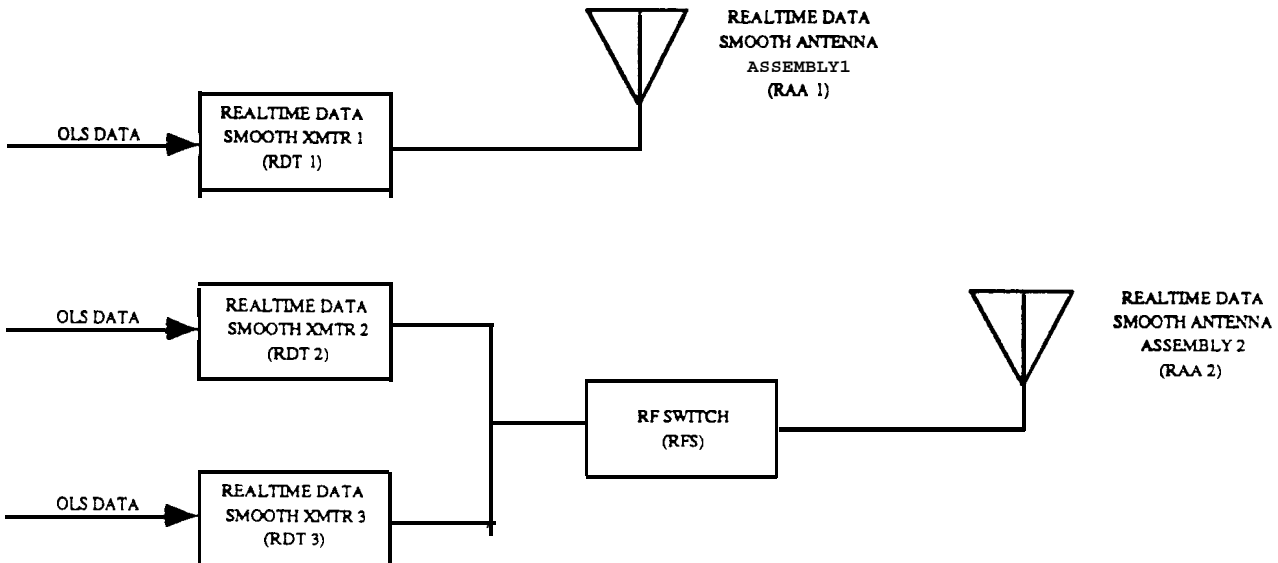 REALTIME DATA
SMOOTH ANTENNA
ASSEMBLY1
(RAA 1)
OLS DATA
REALTIME DATA
SMOOTH XMTR 1
(RDT 1)
OLS DATA
REALTIME DATA
SMOOTH XMTR 2
(RDT 2)
REALTIME DATA
SMOOTH ANTENNA
ASSEMBLY 2
(RAA 2)
RF SWITCH
(RFS)
OLS DATA
REALTIME DATA
SMOOTH XMTR 3
(RDT 3)